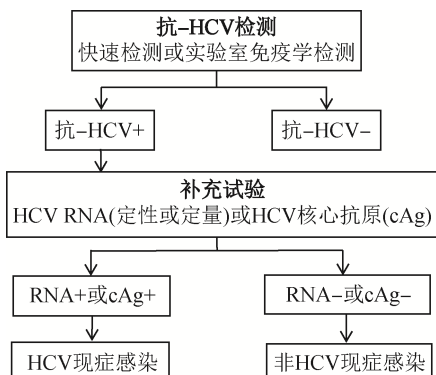 抗-HCV检测
快速检测或实验室免疫学检测
抗-HCV+
抗-HCV-
补充试验
HCV RNA(定性或定量)或HCV核心抗原(cAg)
RNA+或cAg+
RNA-或cAg-
HCV现症感染
非HCV现症感染